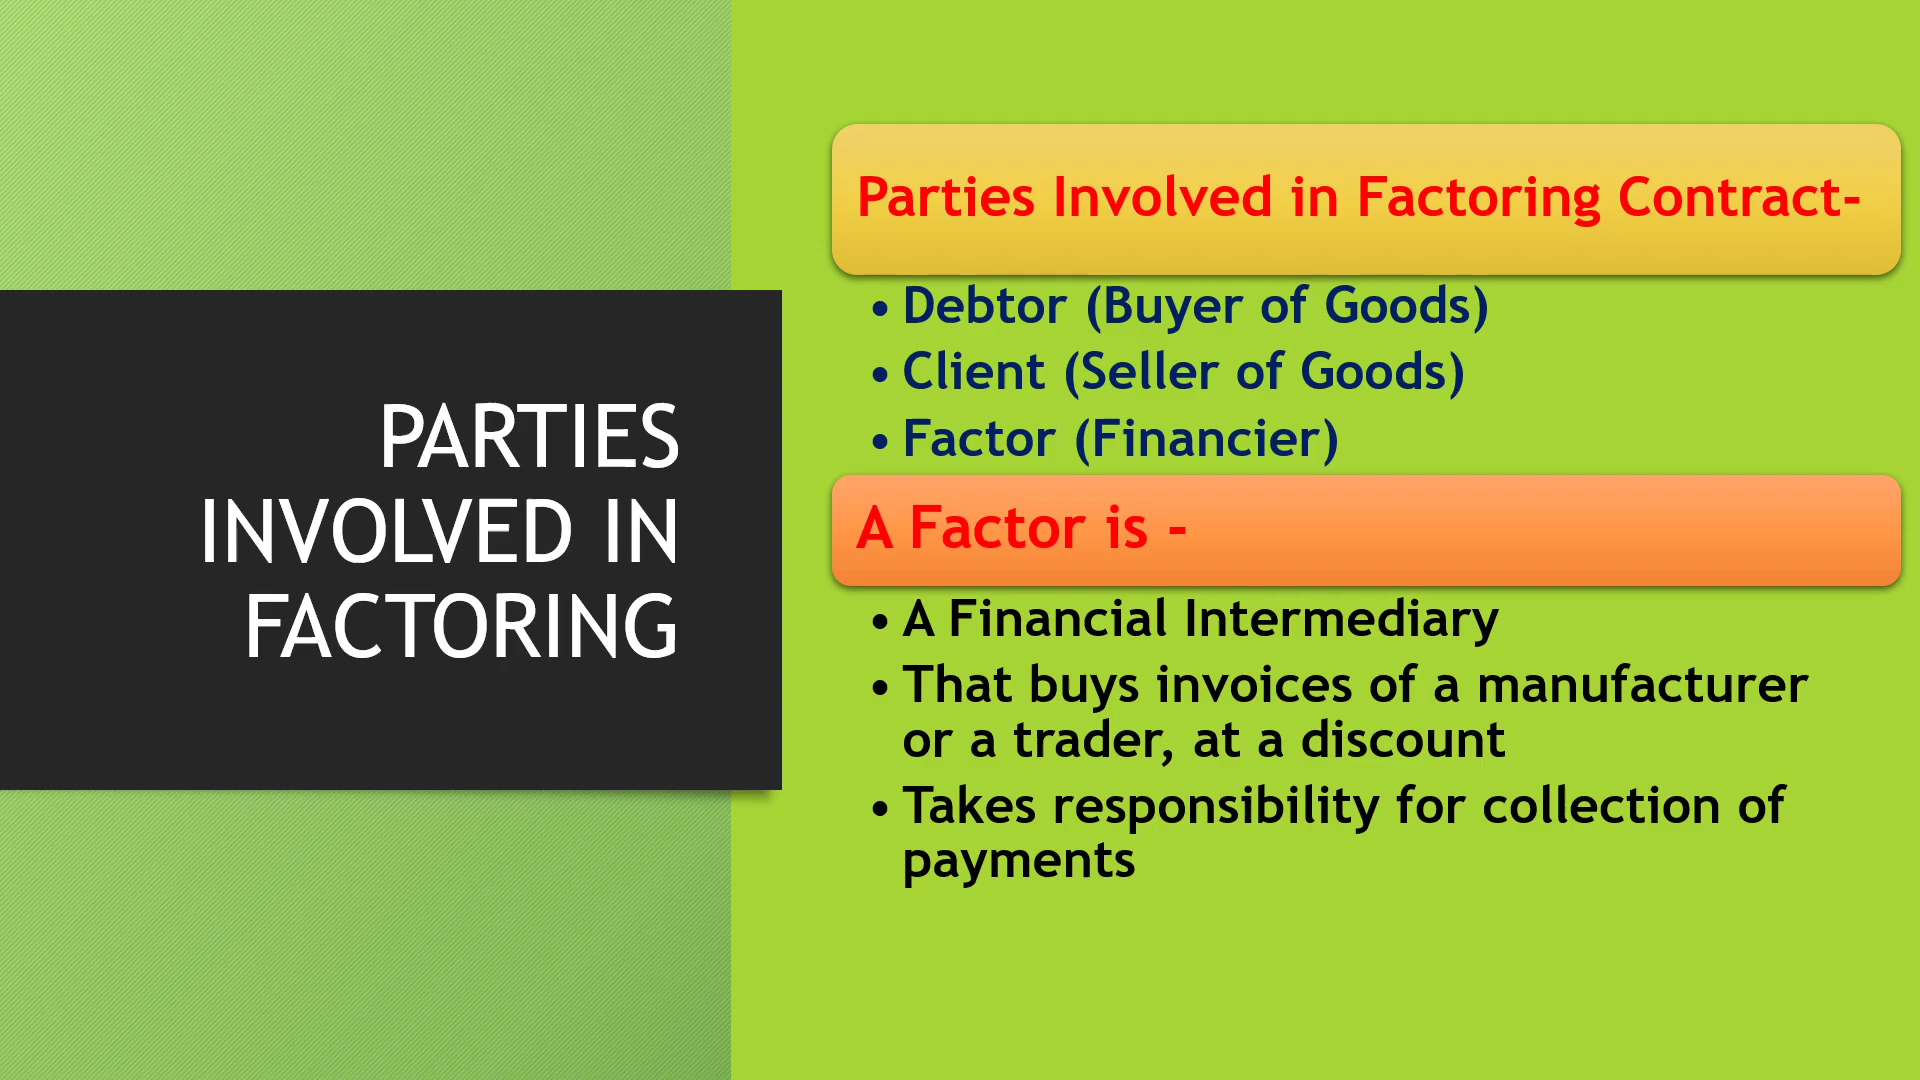 PARTIES
INVOLVED IN
FACTORING
Parties Involved in Factoring Contract-
• Debtor (Buyer of Goods)
• Client (Seller of Goods)
• Factor (Financier)
A Factor is -
• A Financial Intermediary
• That buys invoices of a manufacturer
or a trader, at a discount
• Takes responsibility for collection of
payments